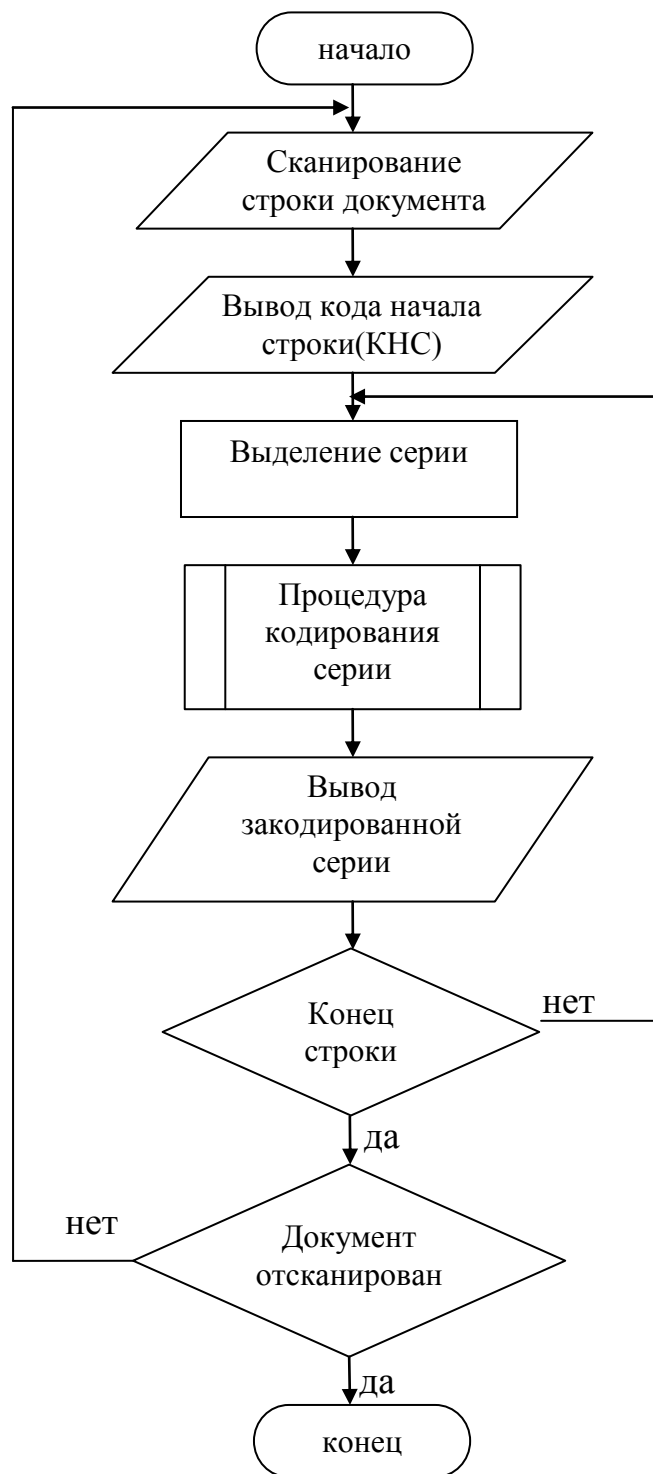 начало
Сканирование
строки документа
Вывод кода начала
строки(КНС)
Выделение серии
Процедура
кодирования
серии
Вывод
закодированной
серии
Конец
строки
нет
да
Документ
отсканирован
нет
да
конец